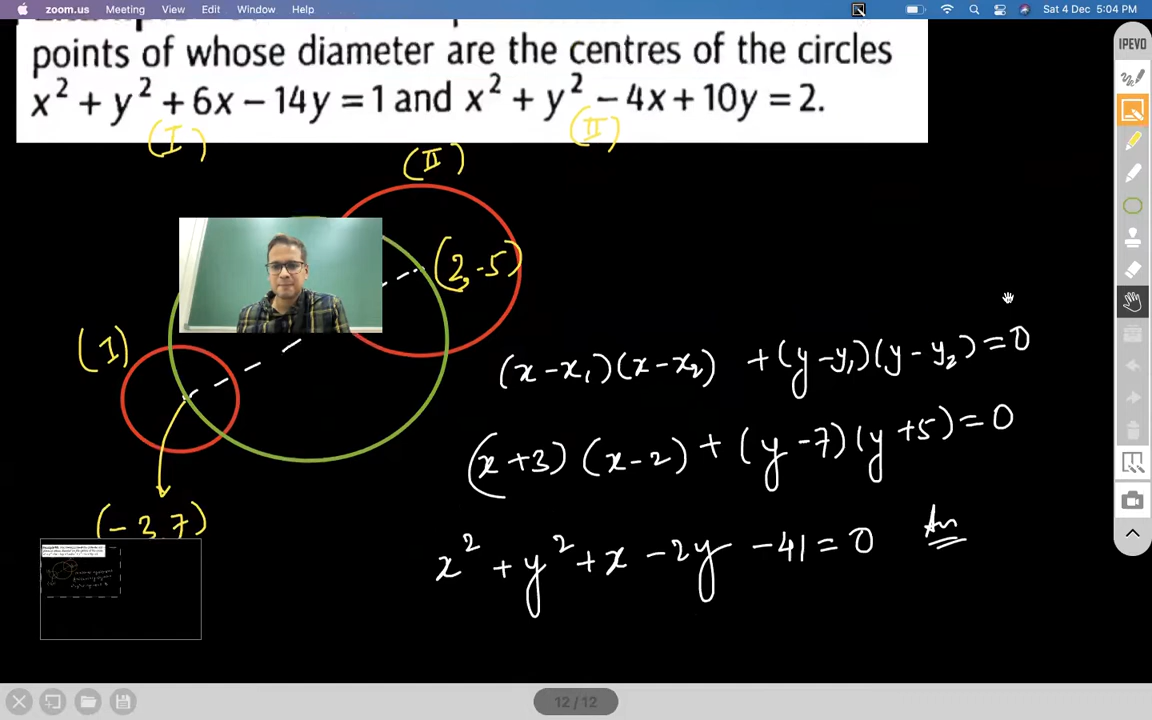 zoom.us Meeting View Edit Window Help Sat 4 Dec 5:04 PM
IPEVO
points of whose diameter are the centres of the circles
x² + y² + 6x − 14y = 1 and x² + y² − 4x + 10y = 2.
(I) (II)
(II)
(2,-5)
(I)
(x-x₁)(x-x₂) +(y-y₁)(y-y₂)=0
(x+3)(x-2)+(y-7)(y+5)=0
(-3,7)
x²+y²+x-2y-41=0 Ans
12 / 12